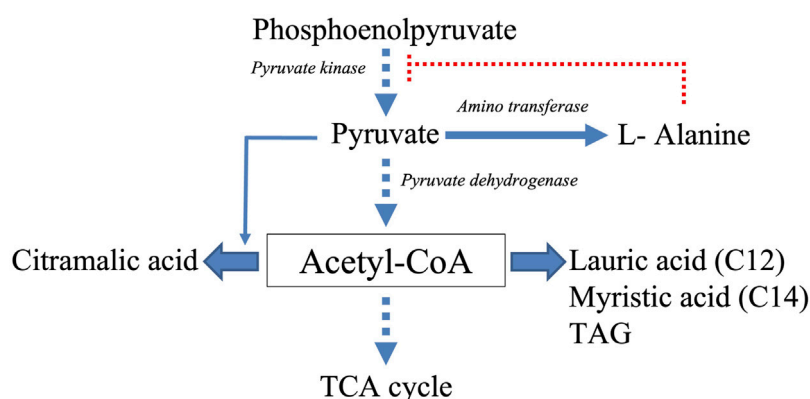 Phosphoenolpyruvate
Pyruvate kinase
Amino transferase
Pyruvate
L- Alanine
Pyruvate dehydrogenase
Citramalic acid
Acetyl-CoA
Lauric acid (C12)
Myristic acid (C14)
TAG
TCA cycle